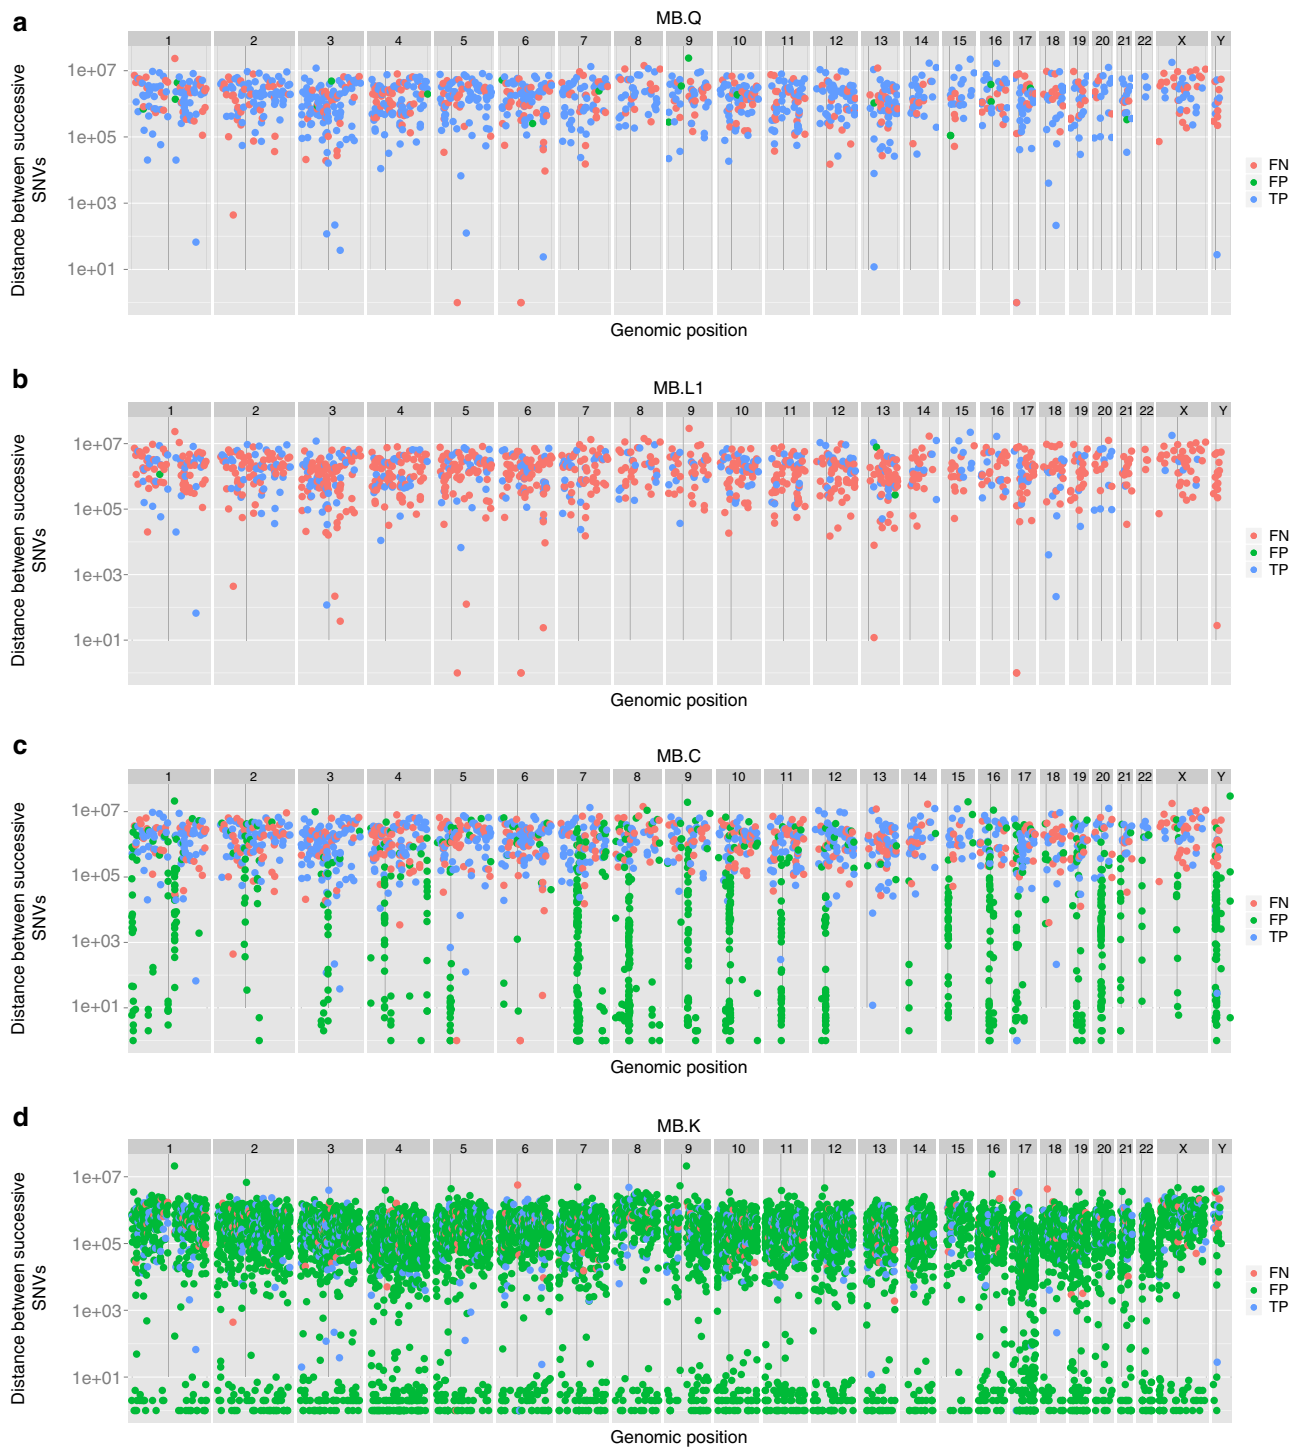 a
MB.Q
1 2 3 4 5 6 7 8 9 10 11 12 13 14 15 16 17 18 19 20 21 22 X Y
Distance between successive
SNVs
1e+07
1e+05
1e+03
1e+01
FN
FP
TP
Genomic position
b
MB.L1
1 2 3 4 5 6 7 8 9 10 11 12 13 14 15 16 17 18 19 20 21 22 X Y
Distance between successive
SNVs
1e+07
1e+05
1e+03
1e+01
FN
FP
TP
Genomic position
c
MB.C
1 2 3 4 5 6 7 8 9 10 11 12 13 14 15 16 17 18 19 20 21 22 X Y
Distance between successive
SNVs
1e+07
1e+05
1e+03
1e+01
FN
FP
TP
Genomic position
d
MB.K
1 2 3 4 5 6 7 8 9 10 11 12 13 14 15 16 17 18 19 20 21 22 X Y
Distance between successive
SNVs
1e+07
1e+05
1e+03
1e+01
FN
FP
TP
Genomic position